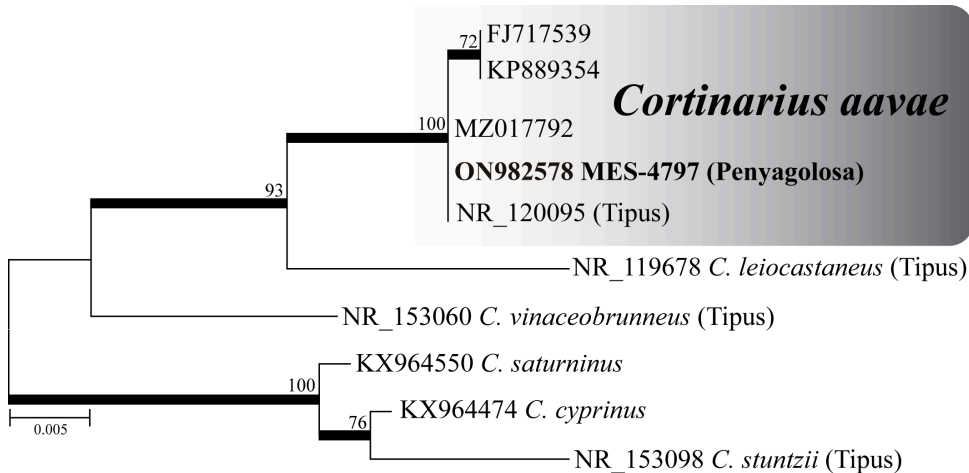 FJ717539
72
KP889354
Cortinarius aavae
100
MZ017792
ON982578 MES-4797 (Penyagolosa)
93
NR_120095 (Tipus)
NR_119678 C. leiocastaneus (Tipus)
NR_153060 C. vinaceobrunneus (Tipus)
KX964550 C. saturninus
100
KX964474 C. cyprinus
76
0.005
NR_153098 C. stuntzii (Tipus)